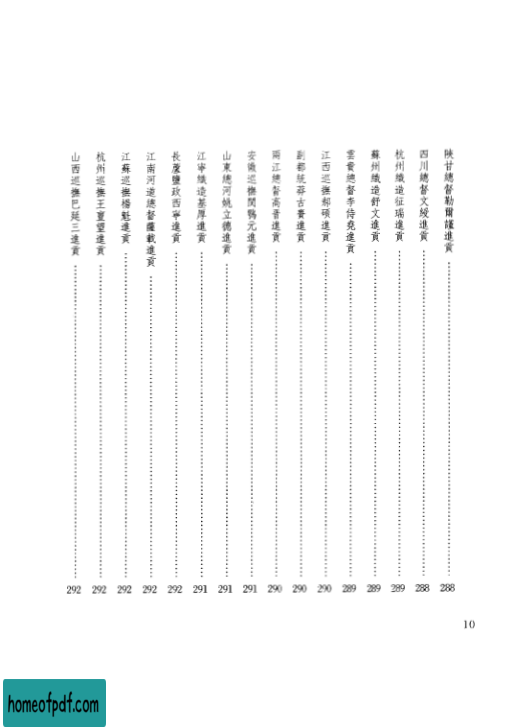 陝甘總督勒爾謹進貢 288
四川總督文綬進貢 288
杭州織造征瑞進貢 289
蘇州織造舒文進貢 289
雲貴總督李侍堯進貢 289
江西巡撫郝碩進貢 290
副都統莽古賚進貢 290
兩江總督高晉進貢 290
安徽巡撫閔鶚元進貢 291
山東總河姚立德進貢 291
江寧織造基厚進貢 291
長蘆鹽政西寧進貢 292
江南河道總督薩載進貢 292
江蘇巡撫楊魁進貢 292
杭州巡撫王亶望進貢 292
山西巡撫巴延三進貢 292
10
homeofpdf.com